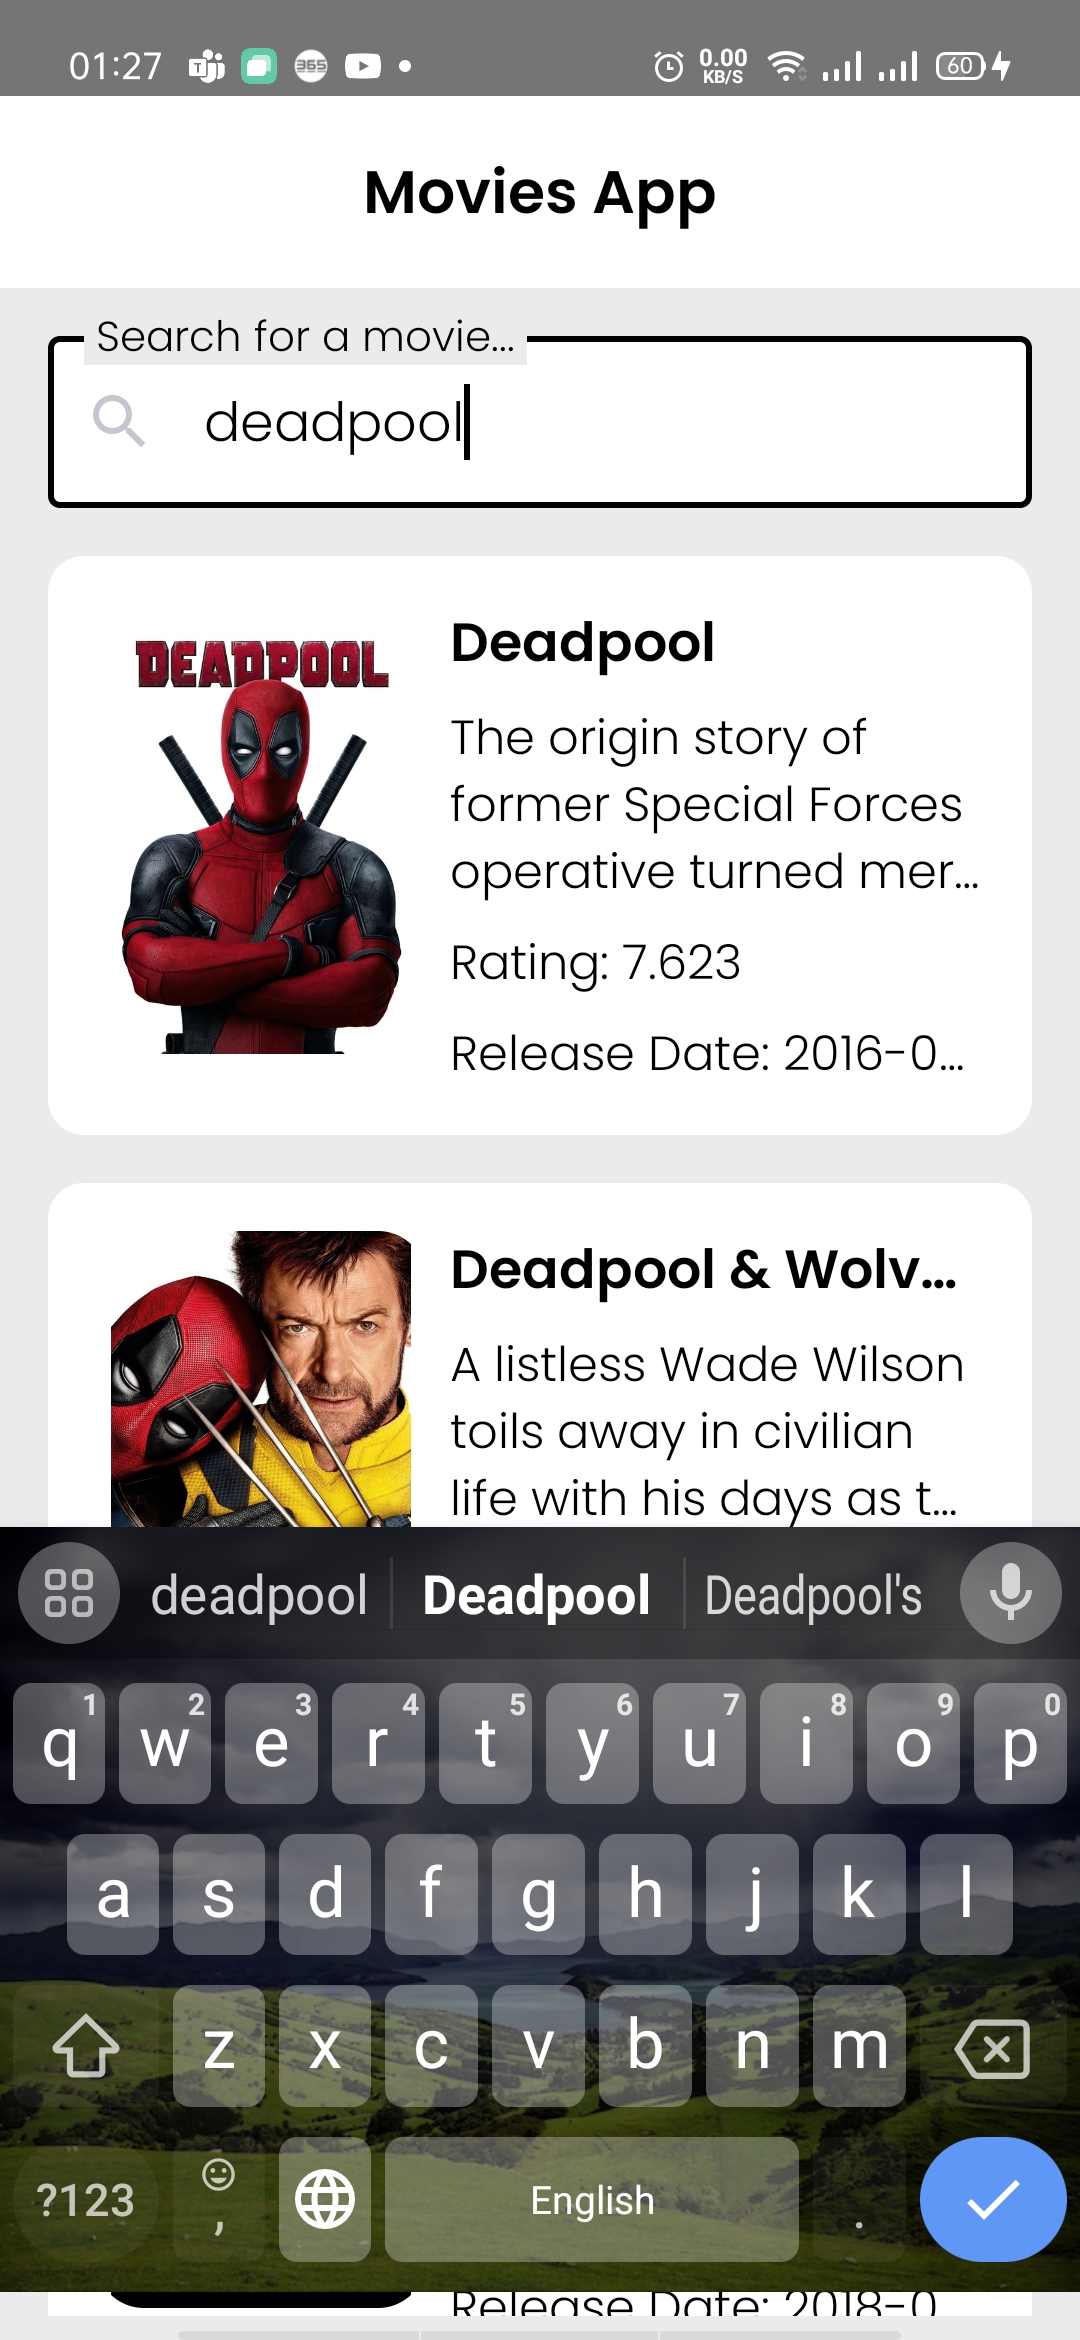 01:27
365
0.00
KB/S
60
Movies App
Search for a movie...
deadpool
DEADPOOL
Deadpool
The origin story of
former Special Forces
operative turned mer...
Rating: 7.623
Release Date: 2016-0...
Deadpool & Wolv...
A listless Wade Wilson
toils away in civilian
life with his days as t...
deadpool Deadpool Deadpool's
1 2 3 4 5 6 7 8 9 0
q w e r t y u i o p
a s d f g h j k l
z x c v b n m
?123 , English .
Release Date: 2018-0